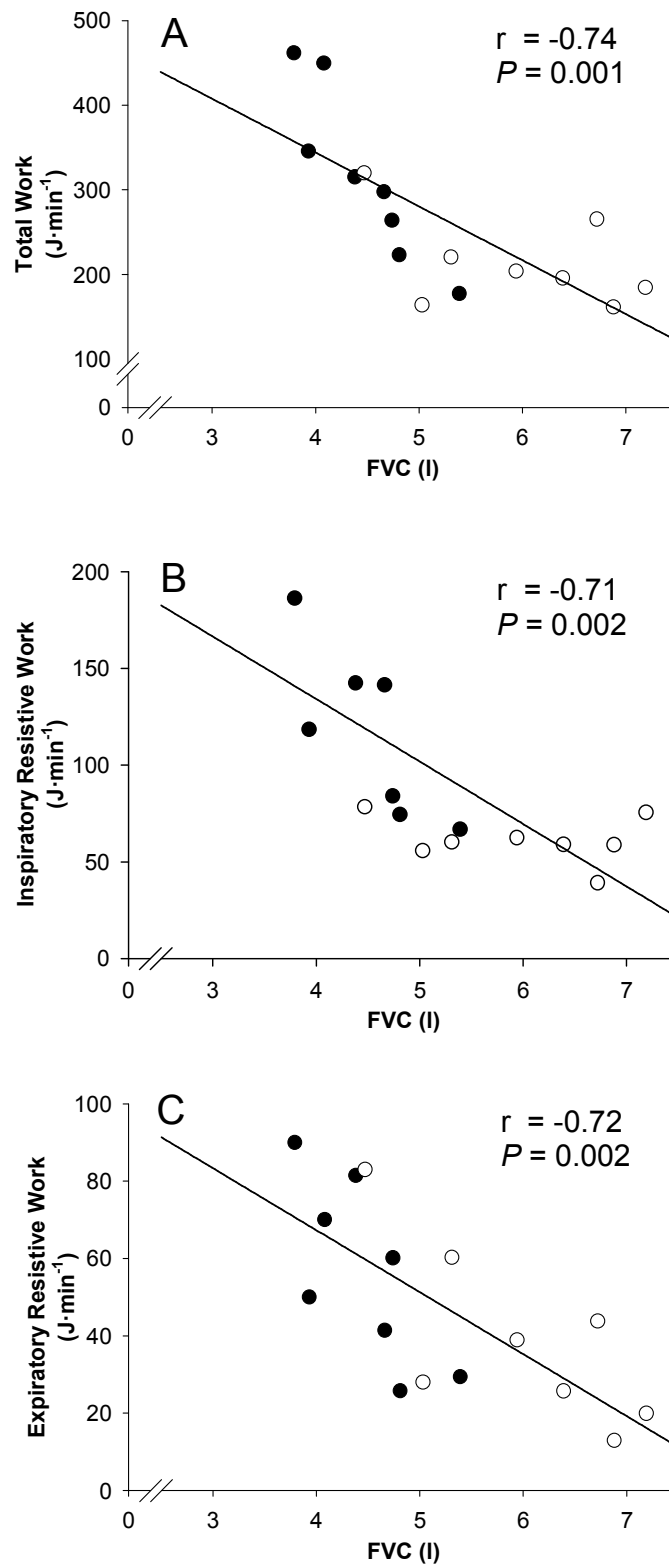 A
r = -0.74
P = 0.001
500
400
300
200
100
0
Total Work
(J·min⁻¹)
0 3 4 5 6 7
FVC (l)
B
r = -0.71
P = 0.002
200
150
100
50
0
Inspiratory Resistive Work
(J·min⁻¹)
0 3 4 5 6 7
FVC (l)
C
r = -0.72
P = 0.002
100
80
60
40
20
0
Expiratory Resistive Work
(J·min⁻¹)
0 3 4 5 6 7
FVC (l)